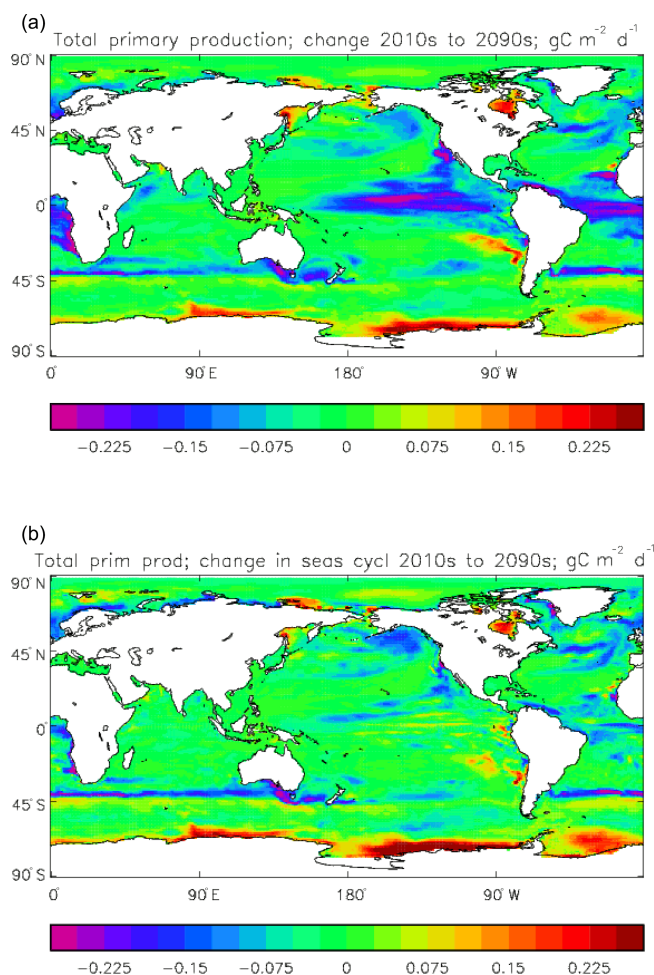 (a)
Total primary production; change 2010s to 2090s; gC m⁻² d⁻¹
90° N
45° N
0°
45° S
90° S
0° 90° E 180° 90° W
−0.225 −0.15 −0.075 0 0.075 0.15 0.225
(b)
Total prim prod; change in seas cycl 2010s to 2090s; gC m⁻² d⁻¹
90° N
45° N
0°
45° S
90° S
0° 90° E 180° 90° W
−0.225 −0.15 −0.075 0 0.075 0.15 0.225